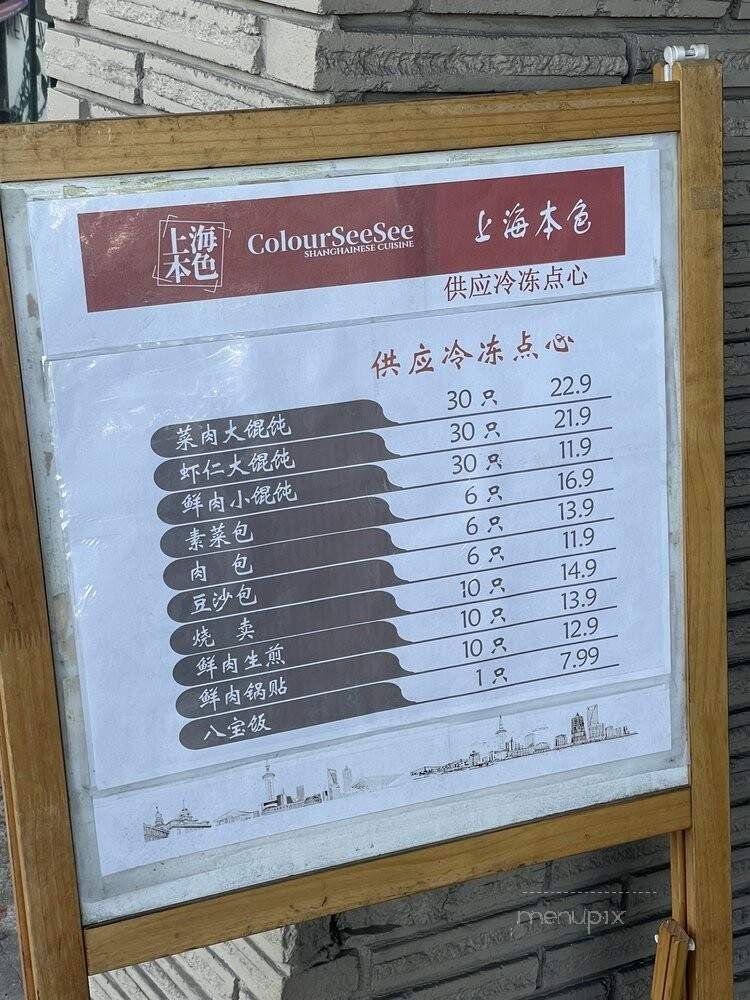 上海
本色
ColourSeeSee
SHANGHAINESE CUISINE
上海本色
供应冷冻点心
供应冷冻点心
菜肉大馄饨 30只 22.9
虾仁大馄饨 30只 21.9
鲜肉小馄饨 30只 11.9
素菜包 6只 16.9
肉包 6只 13.9
豆沙包 6只 11.9
烧卖 10只 14.9
鲜肉生煎 10只 13.9
鲜肉锅贴 10只 12.9
八宝饭 1只 7.99
menupix